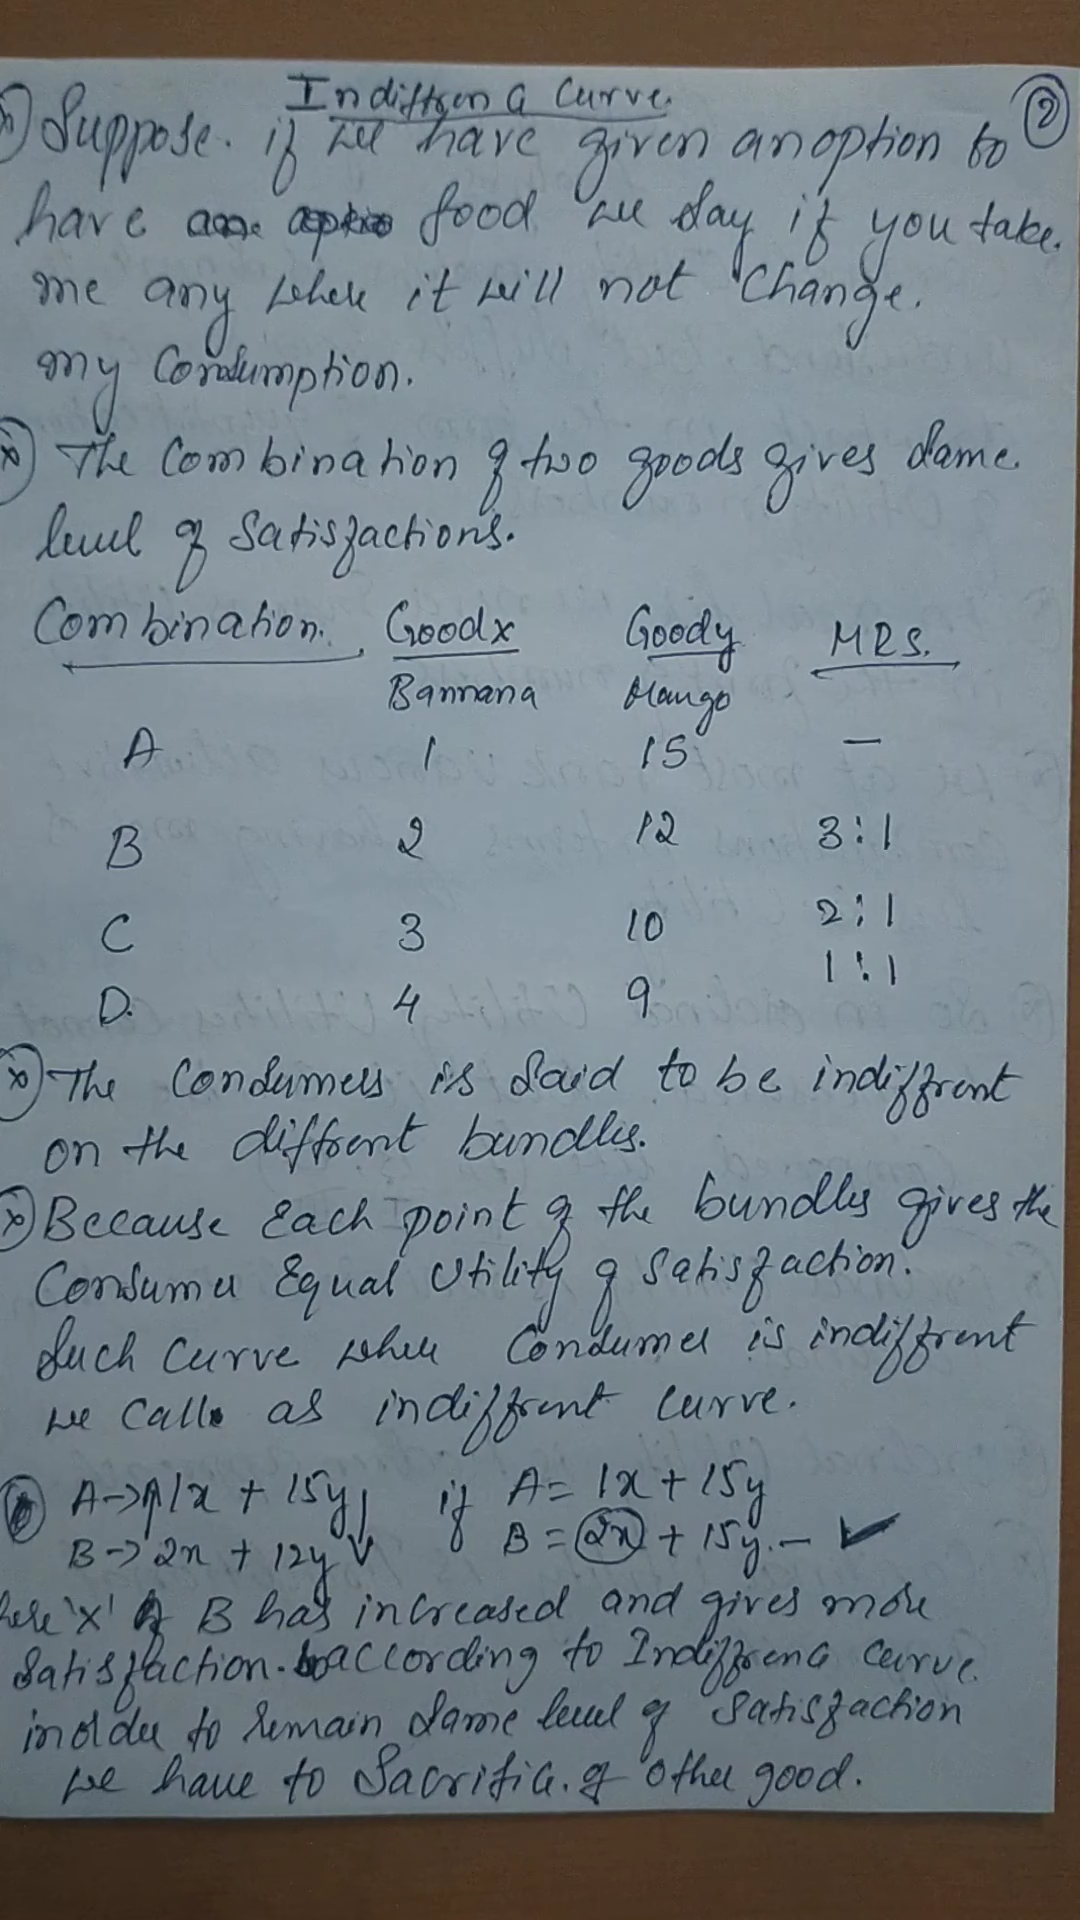 Indiffrence Curve.
②
Suppose. if we have given an option to
have food we say if you take.
me any where it will not change.
my Consumption.
The Combination of two goods gives same
level of Satisfactions.
Combination. Good x Good y MRS.
Bannana Mango
A 1 15 —
B 2 12 3:1
C 3 10 2:1
D. 4 9 1:1
The Consumers is said to be indiffrent
on the diffrent bundles.
Because Each point of the bundles gives the
Consumer Equal Utility of Satisfaction.
Such Curve where Consumer is indiffrent
we call as indiffrent curve.
A→↑1x + 15y↓ if A = 1x + 15y
B→2x + 12y B = 2x + 15y. – ✓
here 'x' of B has increased and gives more
Satisfaction. according to Indiffrence Curve.
inorder to remain same level of Satisfaction
we have to Sacrifice. of other good.